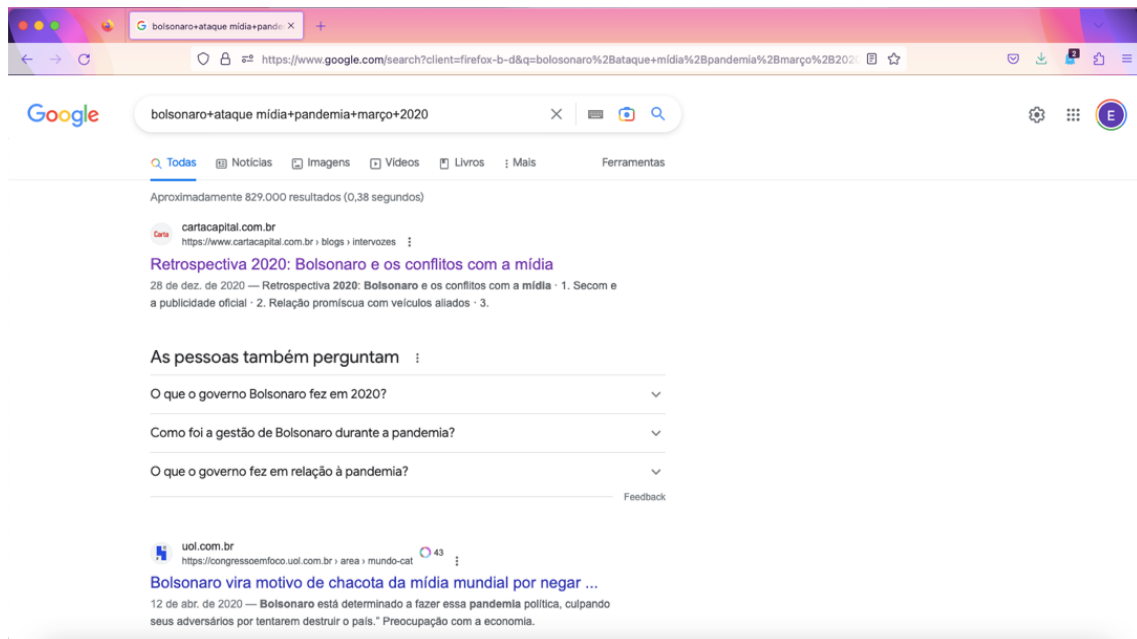 bolsonaro+ataque mídia+pande
https://www.google.com/search?client=firefox-b-d&q=bolosonaro%2Bataque+mídia%2Bpandemia%2Bmarço%2B202
2
Google
bolsonaro+ataque mídia+pandemia+março+2020
E
Todas Notícias Imagens Vídeos Livros Mais Ferramentas
Aproximadamente 829.000 resultados (0,38 segundos)
Carta
cartacapital.com.br
https://www.cartacapital.com.br › blogs › intervozes
Retrospectiva 2020: Bolsonaro e os conflitos com a mídia
28 de dez. de 2020 — Retrospectiva 2020: Bolsonaro e os conflitos com a mídia · 1. Secom e
a publicidade oficial · 2. Relação promíscua com veículos aliados · 3.
As pessoas também perguntam
O que o governo Bolsonaro fez em 2020?
Como foi a gestão de Bolsonaro durante a pandemia?
O que o governo fez em relação à pandemia?
Feedback
uol.com.br
https://congressoemfoco.uol.com.br › area › mundo-cat 43
Bolsonaro vira motivo de chacota da mídia mundial por negar ...
12 de abr. de 2020 — Bolsonaro está determinado a fazer essa pandemia política, culpando
seus adversários por tentarem destruir o país." Preocupação com a economia.